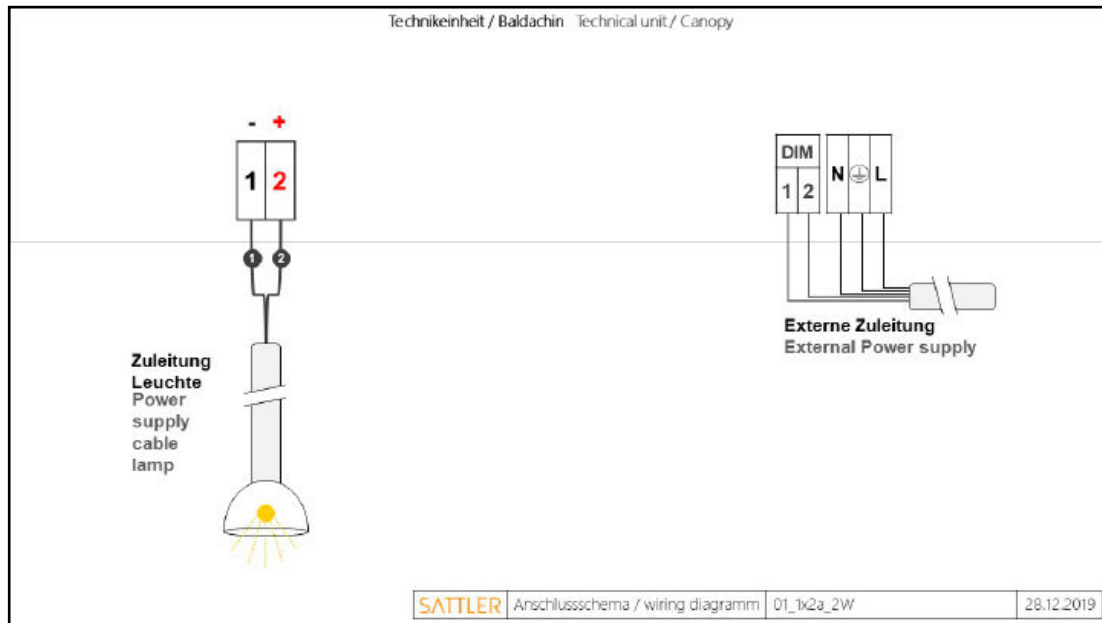 Technikeinheit / Baldachin Technical unit / Canopy
- +
1 2
1 2
Zuleitung
Leuchte
Power
supply
cable
lamp
DIM
1 2
N L
Externe Zuleitung
External Power supply
SATTLER Anschlussschema / wiring diagramm 01_1x2a_2W 28.12.2019